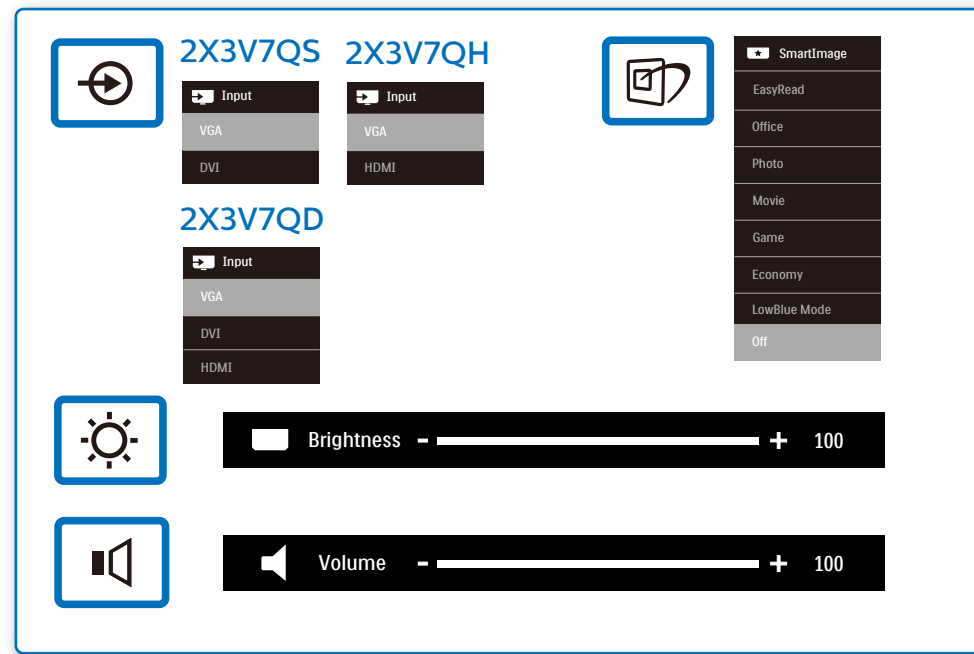 2X3V7QS
Input
VGA
DVI
2X3V7QH
Input
VGA
HDMI
2X3V7QD
Input
VGA
DVI
HDMI
SmartImage
EasyRead
Office
Photo
Movie
Game
Economy
LowBlue Mode
Off
Brightness - + 100
Volume - + 100